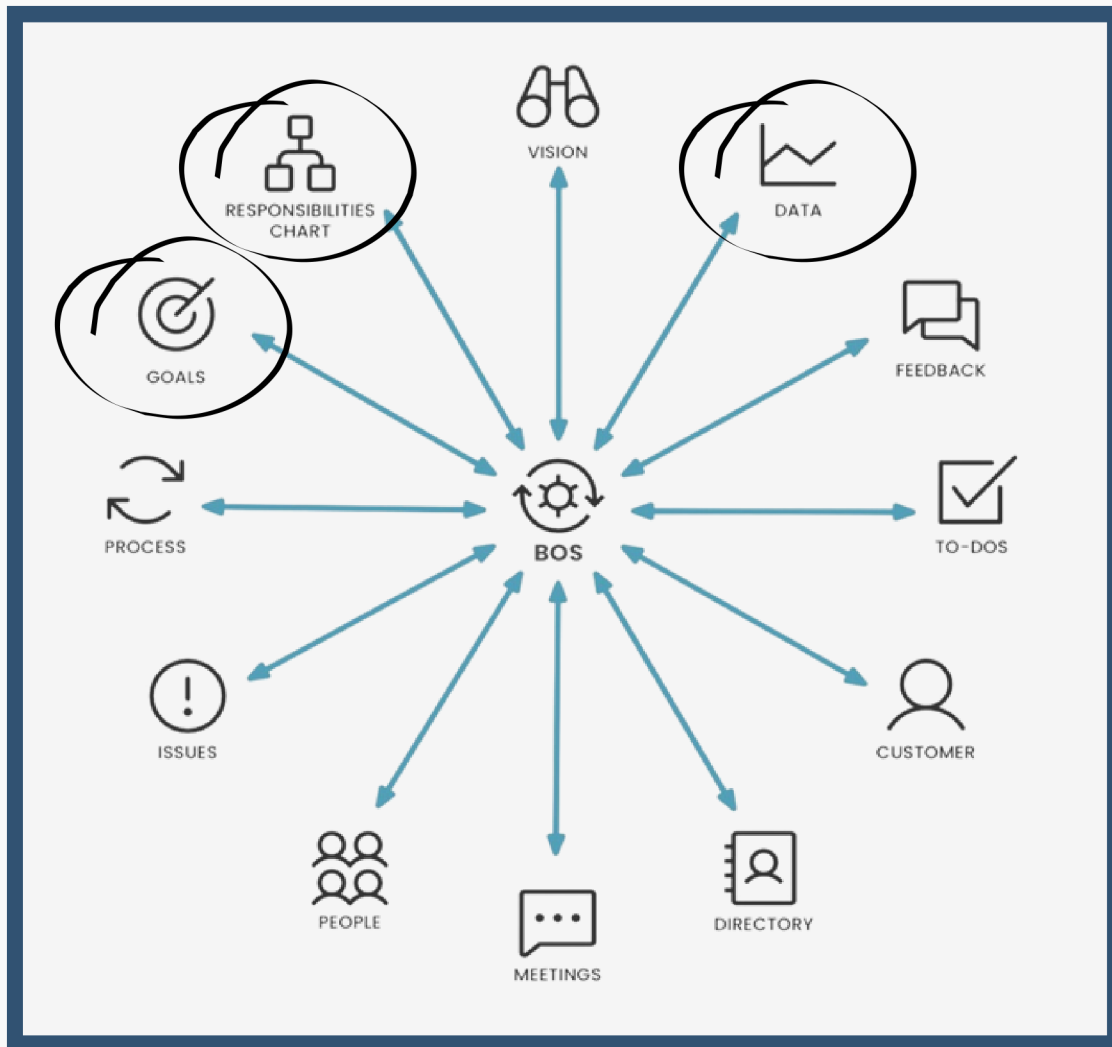 VISION
RESPONSIBILITIES
CHART
DATA
GOALS
FEEDBACK
PROCESS
BOS
TO-DOS
ISSUES
CUSTOMER
PEOPLE
DIRECTORY
MEETINGS